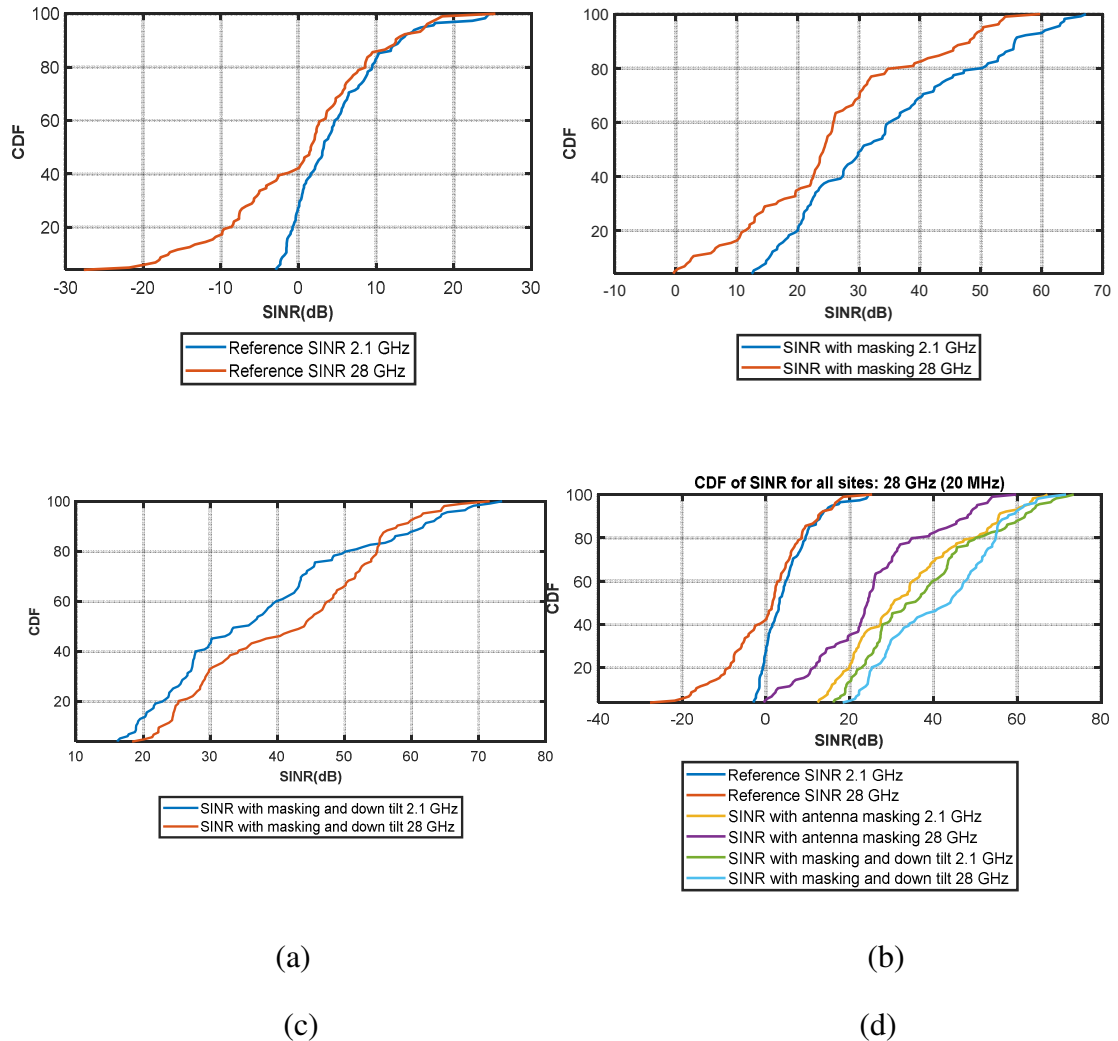 100
80
60
40
20
CDF
-30
-20
-10
0
10
20
30
SINR(dB)
Reference SINR 2.1 GHz
Reference SINR 28 GHz
100
80
60
40
20
CDF
-10
0
10
20
30
40
50
60
70
SINR(dB)
SINR with masking 2.1 GHz
SINR with masking 28 GHz
100
80
60
40
20
CDF
10
20
30
40
50
60
70
80
SINR(dB)
SINR with masking and down tilt 2.1 GHz
SINR with masking and down tilt 28 GHz
CDF of SINR for all sites: 28 GHz (20 MHz)
100
80
60
40
20
CDF
-40
-20
0
20
40
60
80
SINR(dB)
Reference SINR 2.1 GHz
Reference SINR 28 GHz
SINR with antenna masking 2.1 GHz
SINR with antenna masking 28 GHz
SINR with masking and down tilt 2.1 GHz
SINR with masking and down tilt 28 GHz
(a)
(b)
(c)
(d)